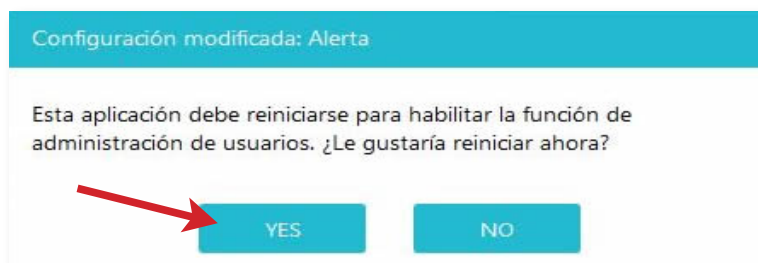 Configuración modificada: Alerta
Esta aplicación debe reiniciarse para habilitar la función de
administración de usuarios. ¿Le gustaría reiniciar ahora?
YES
NO